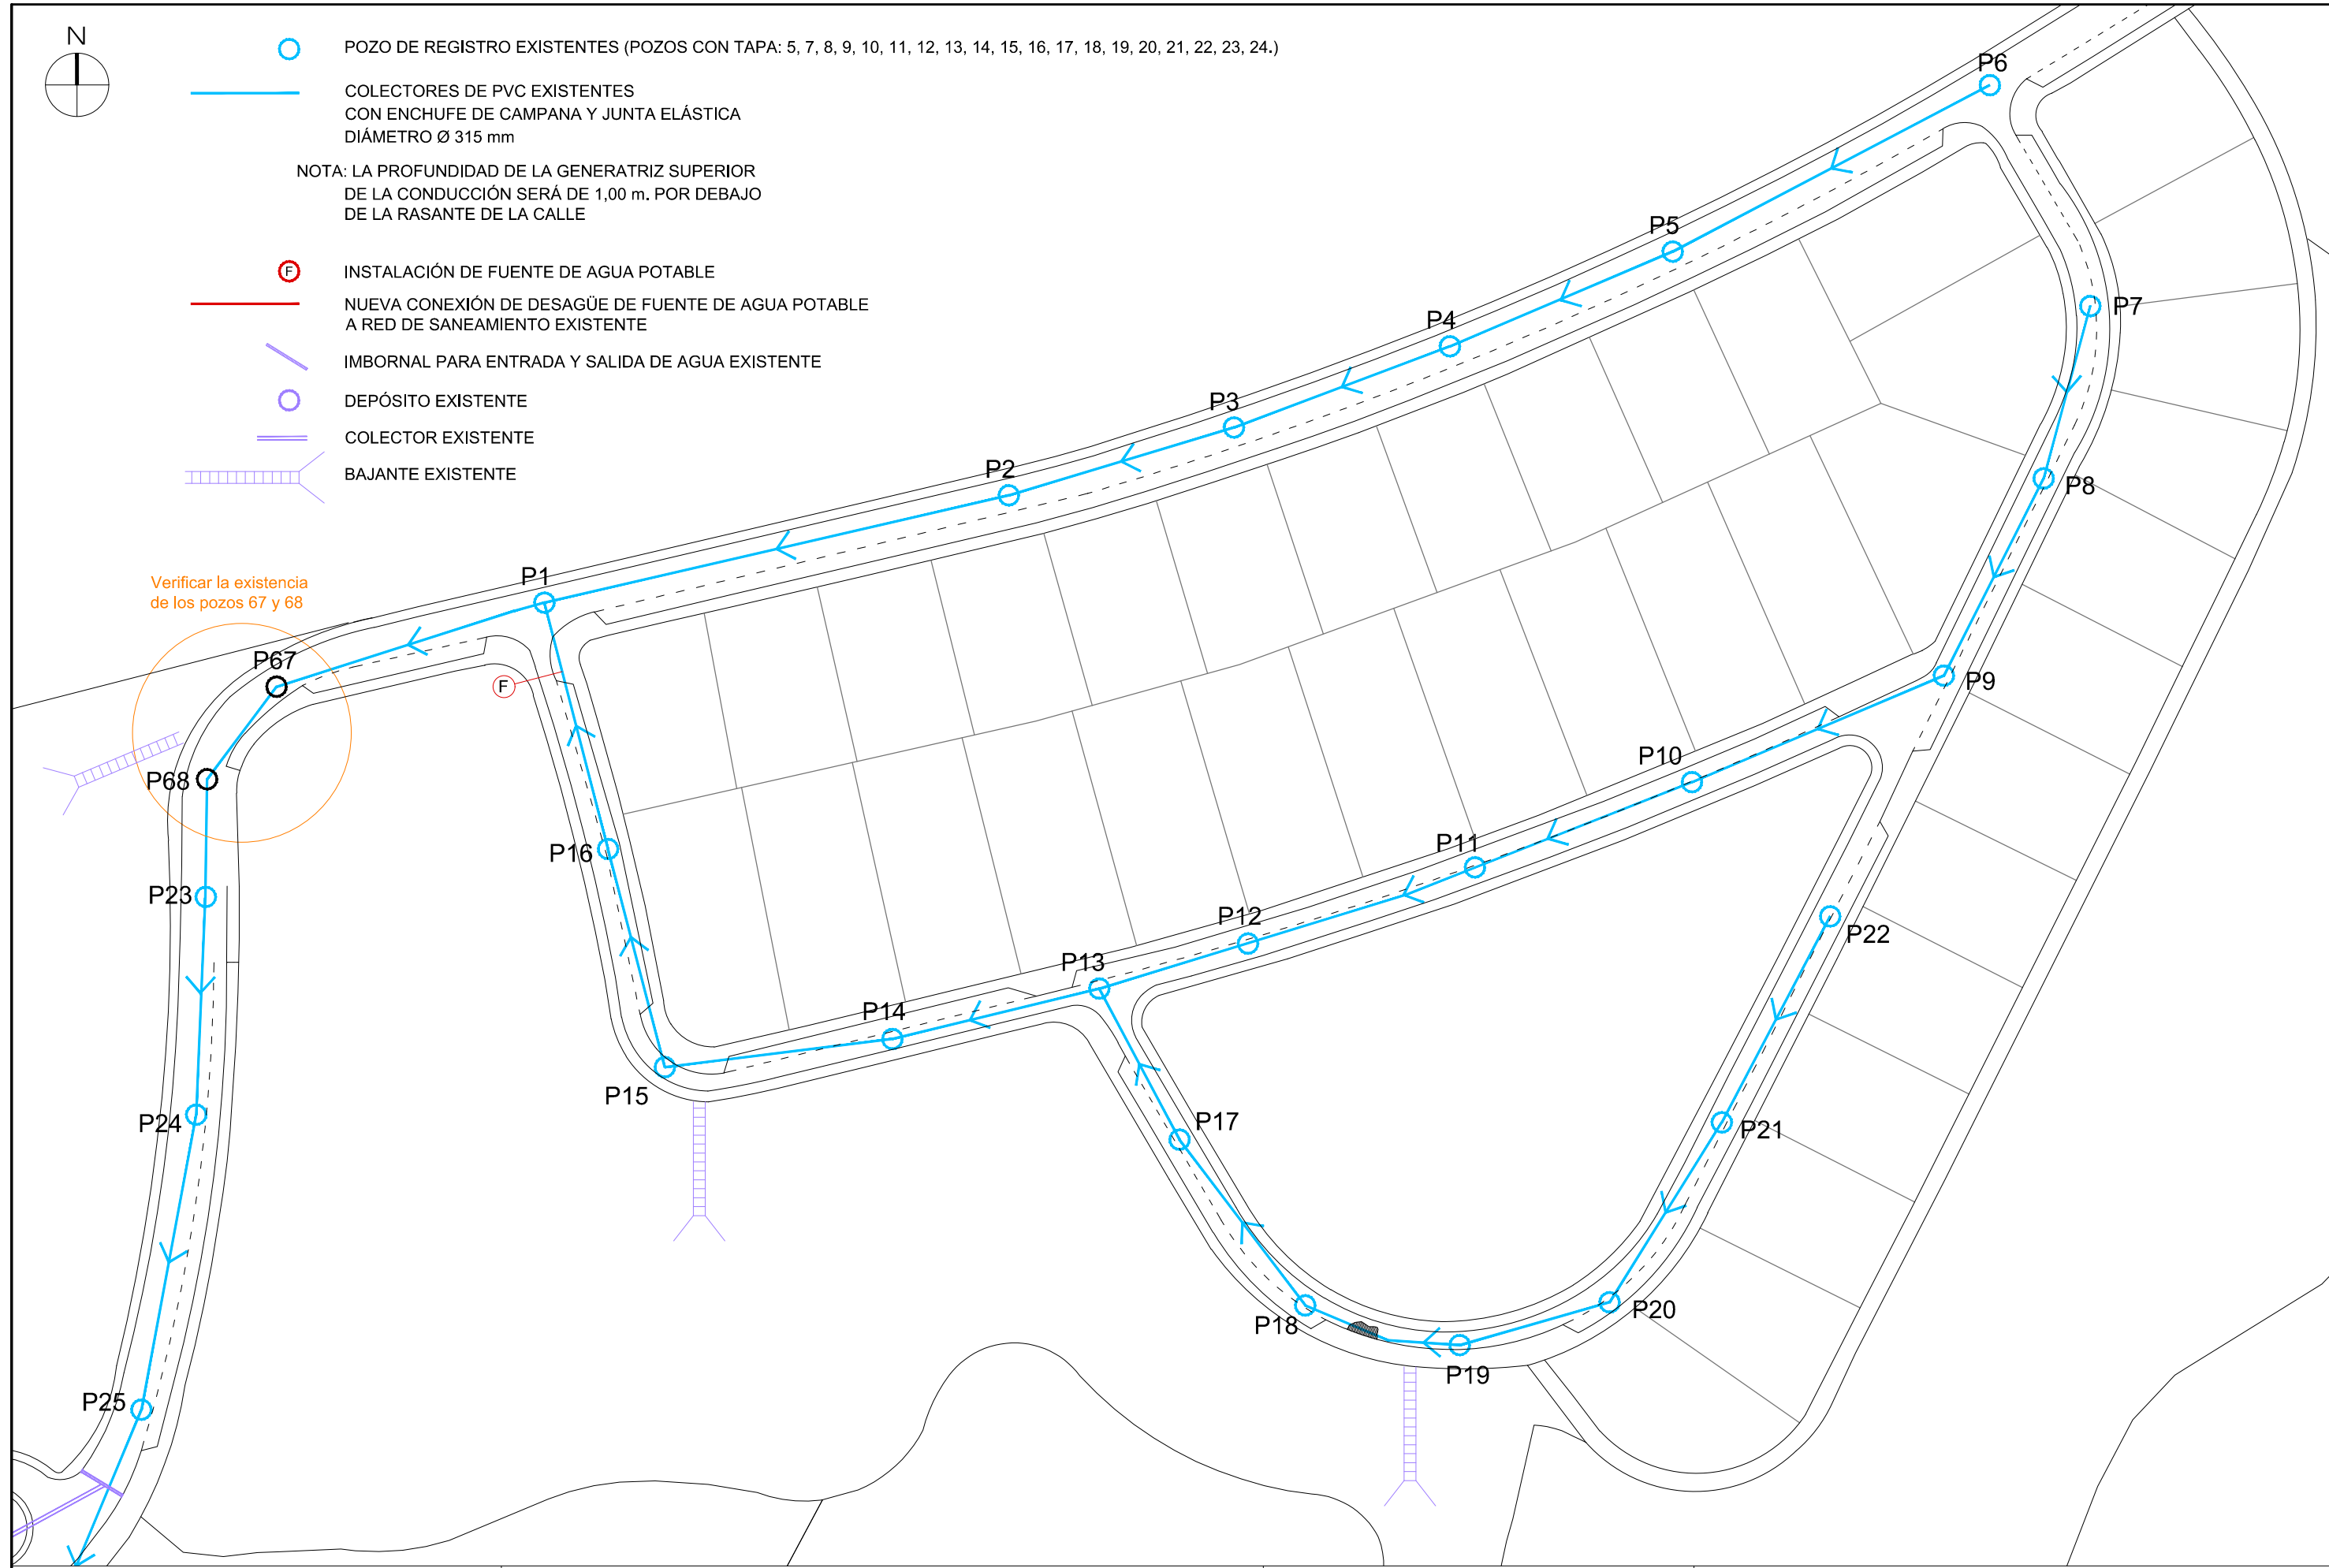 N
POZO DE REGISTRO EXISTENTES (POZOS CON TAPA: 5, 7, 8, 9, 10, 11, 12, 13, 14, 15, 16, 17, 18, 19, 20, 21, 22, 23, 24.)
COLECTORES DE PVC EXISTENTES
CON ENCHUFE DE CAMPANA Y JUNTA ELÁSTICA
DIÁMETRO Ø 315 mm
NOTA: LA PROFUNDIDAD DE LA GENERATRIZ SUPERIOR
DE LA CONDUCCIÓN SERÁ DE 1,00 m. POR DEBAJO
DE LA RASANTE DE LA CALLE
F
INSTALACIÓN DE FUENTE DE AGUA POTABLE
NUEVA CONEXIÓN DE DESAGÜE DE FUENTE DE AGUA POTABLE
A RED DE SANEAMIENTO EXISTENTE
IMBORNAL PARA ENTRADA Y SALIDA DE AGUA EXISTENTE
DEPÓSITO EXISTENTE
COLECTOR EXISTENTE
BAJANTE EXISTENTE
Verificar la existencia
de los pozos 67 y 68
P6
P5
P7
P4
P3
P2
P8
P1
P67
F
P9
P68
P10
P16
P11
P23
P12
P22
P13
P14
P15
P24
P17
P21
P18
P20
P19
P25